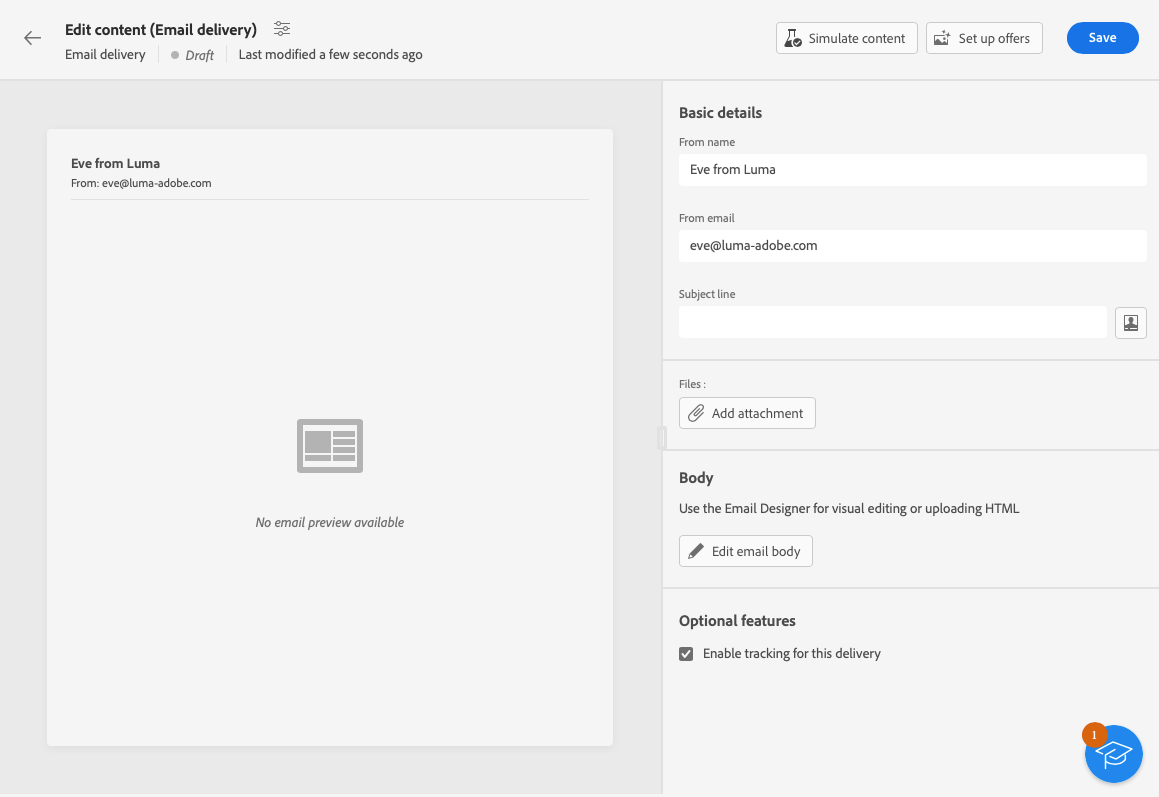 Edit content (Email delivery)
Email delivery
Draft
Last modified a few seconds ago
Simulate content
Set up offers
Save
Eve from Luma
From: eve@luma-adobe.com
No email preview available
Basic details
From name
Eve from Luma
From email
eve@luma-adobe.com
Subject line
Files :
Add attachment
Body
Use the Email Designer for visual editing or uploading HTML
Edit email body
Optional features
Enable tracking for this delivery
1